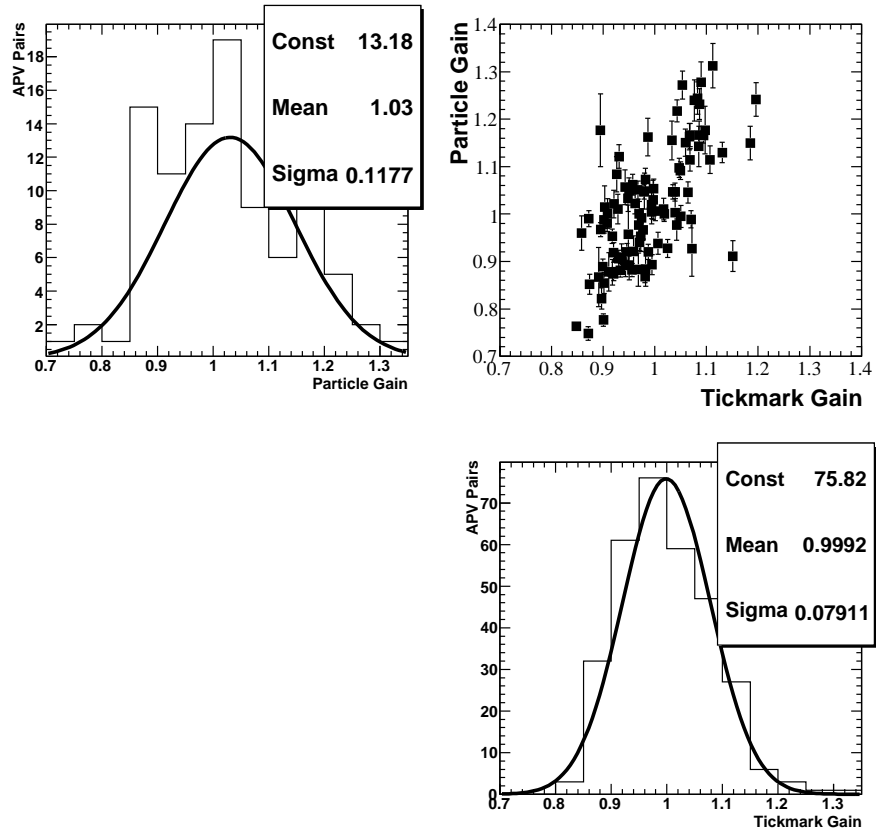 APV Pairs
18
16
14
12
10
8
6
4
2
0.7 0.8 0.9 1 1.1 1.2 1.3
Particle Gain
Const 13.18
Mean 1.03
Sigma 0.1177
Particle Gain
1.4
1.3
1.2
1.1
1
0.9
0.8
0.7
0.7 0.8 0.9 1 1.1 1.2 1.3 1.4
Tickmark Gain
APV Pairs
70
60
50
40
30
20
10
0
0.7 0.8 0.9 1 1.1 1.2 1.3
Tickmark Gain
Const 75.82
Mean 0.9992
Sigma 0.07911